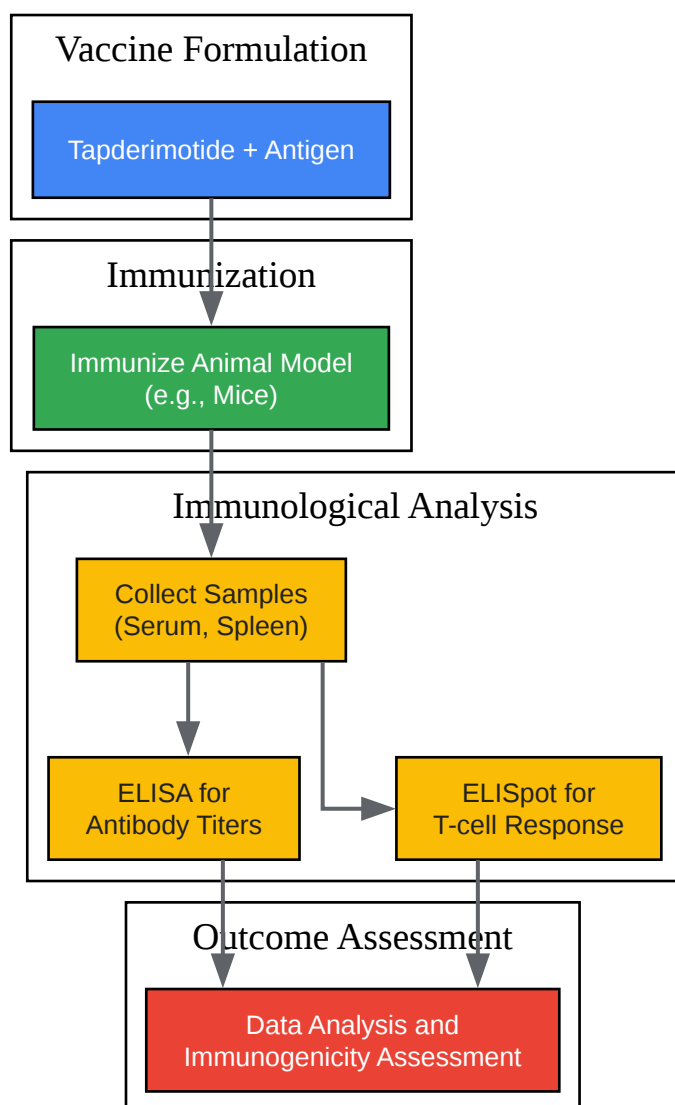 Vaccine Formulation
Tapderimotide + Antigen
Immunization
Immunize Animal Model
(e.g., Mice)
Immunological Analysis
Collect Samples
(Serum, Spleen)
ELISA for
Antibody Titers
ELISpot for
T-cell Response
Outcome Assessment
Data Analysis and
Immunogenicity Assessment